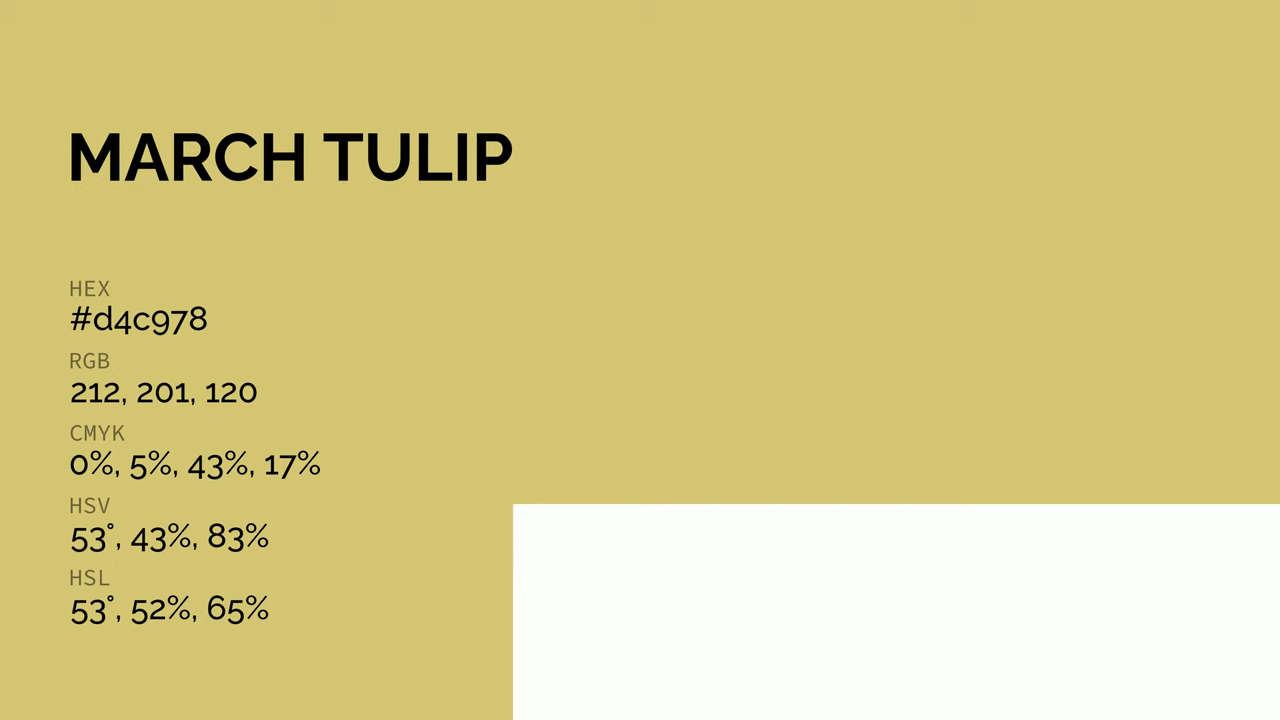 MARCH TULIP
HEX
#d4c978
RGB
212, 201, 120
CMYK
0%, 5%, 43%, 17%
HSV
53°, 43%, 83%
HSL
53°, 52%, 65%